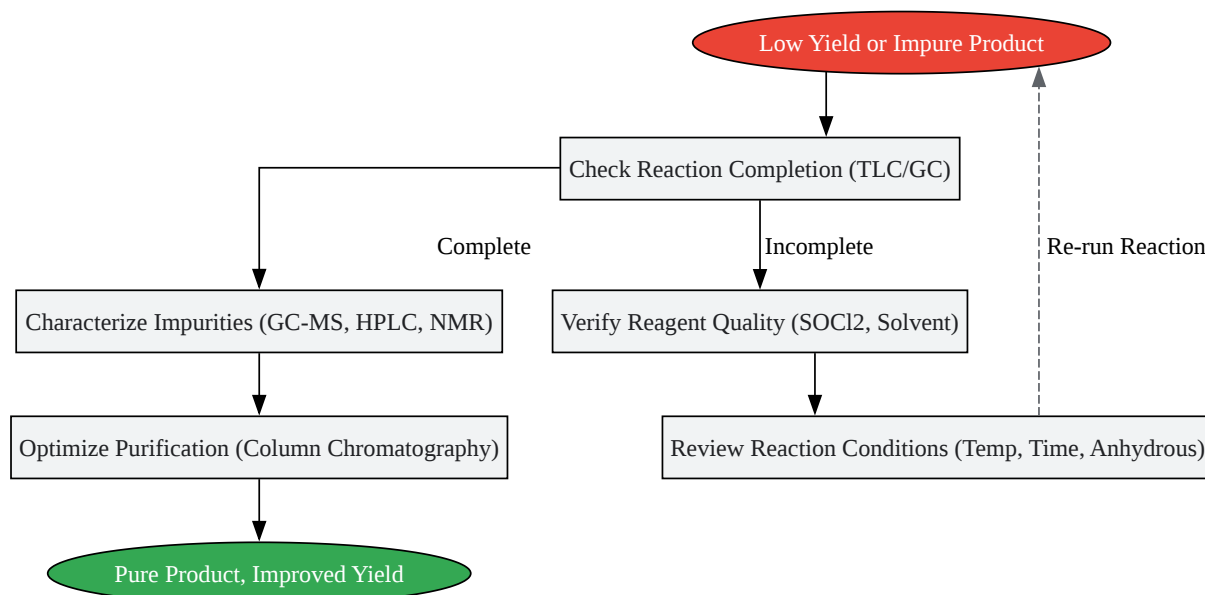 Low Yield or Impure Product
Check Reaction Completion (TLC/GC)
Complete
Incomplete
Re-run Reaction
Characterize Impurities (GC-MS, HPLC, NMR)
Verify Reagent Quality (SOCl2, Solvent)
Optimize Purification (Column Chromatography)
Review Reaction Conditions (Temp, Time, Anhydrous)
Pure Product, Improved Yield